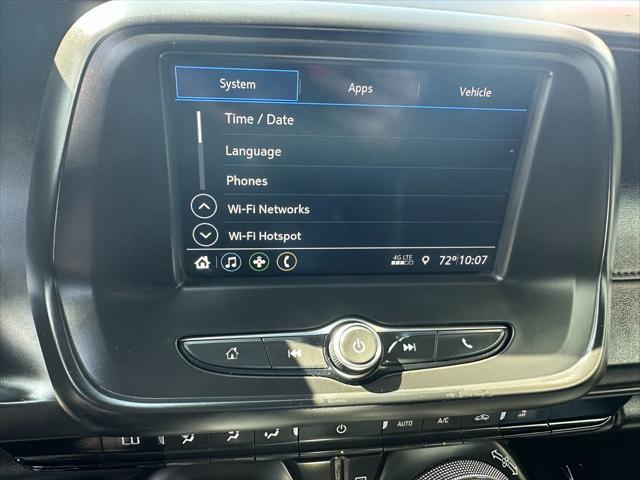 System Apps Vehicle
Time / Date
Language
Phones
Wi-Fi Networks
Wi-Fi Hotspot
4G LTE 72° 10:07
AUTO A/C